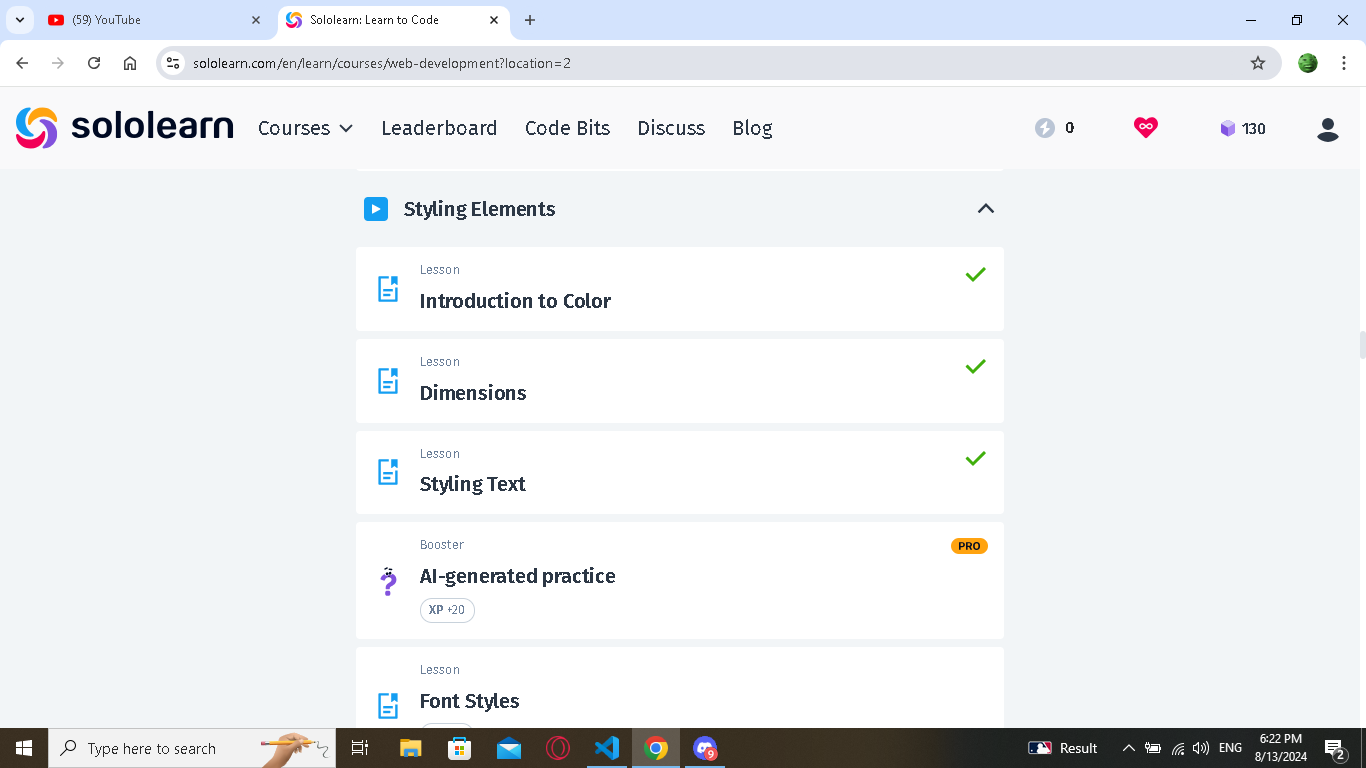 (59) YouTube
Sololearn: Learn to Code
sololearn.com/en/learn/courses/web-development?location=2
sololearn
Courses
Leaderboard
Code Bits
Discuss
Blog
0
130
Styling Elements
Lesson
Introduction to Color
Lesson
Dimensions
Lesson
Styling Text
Booster
PRO
AI-generated practice
XP +20
Lesson
Font Styles
Type here to search
9
Result
ENG
6:22 PM
8/13/2024
2